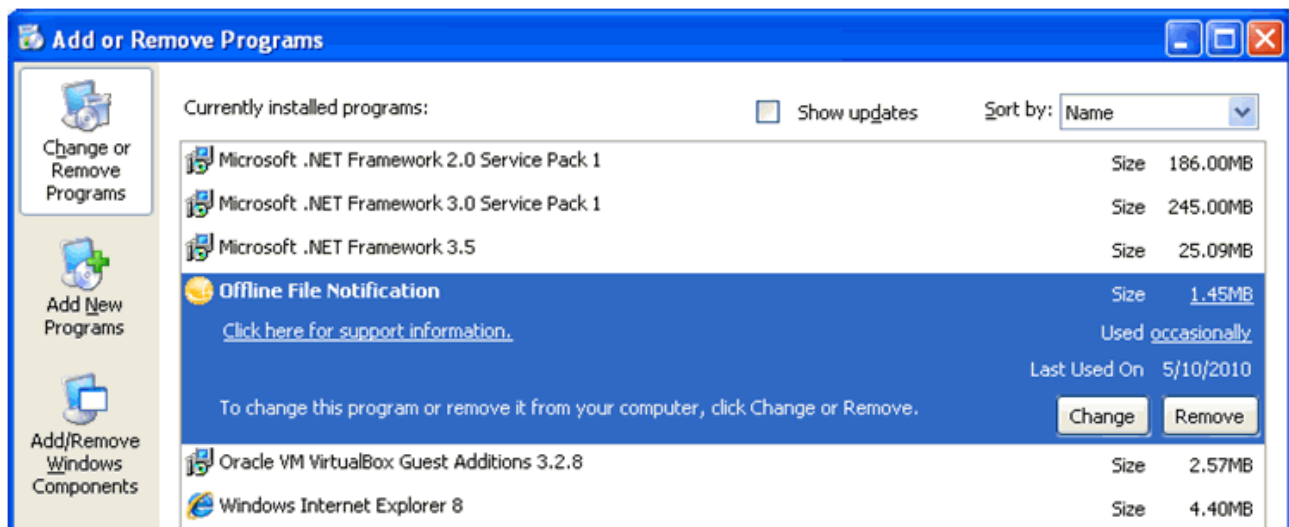 Add or Remove Programs
Change or
Remove
Programs
Add New
Programs
Add/Remove
Windows
Components
Currently installed programs:
Show updates
Sort by: Name
Microsoft .NET Framework 2.0 Service Pack 1 Size 186.00MB
Microsoft .NET Framework 3.0 Service Pack 1 Size 245.00MB
Microsoft .NET Framework 3.5 Size 25.09MB
Offline File Notification Size 1.45MB
Click here for support information. Used occasionally
Last Used On 5/10/2010
To change this program or remove it from your computer, click Change or Remove. Change Remove
Oracle VM VirtualBox Guest Additions 3.2.8 Size 2.57MB
Windows Internet Explorer 8 Size 4.40MB